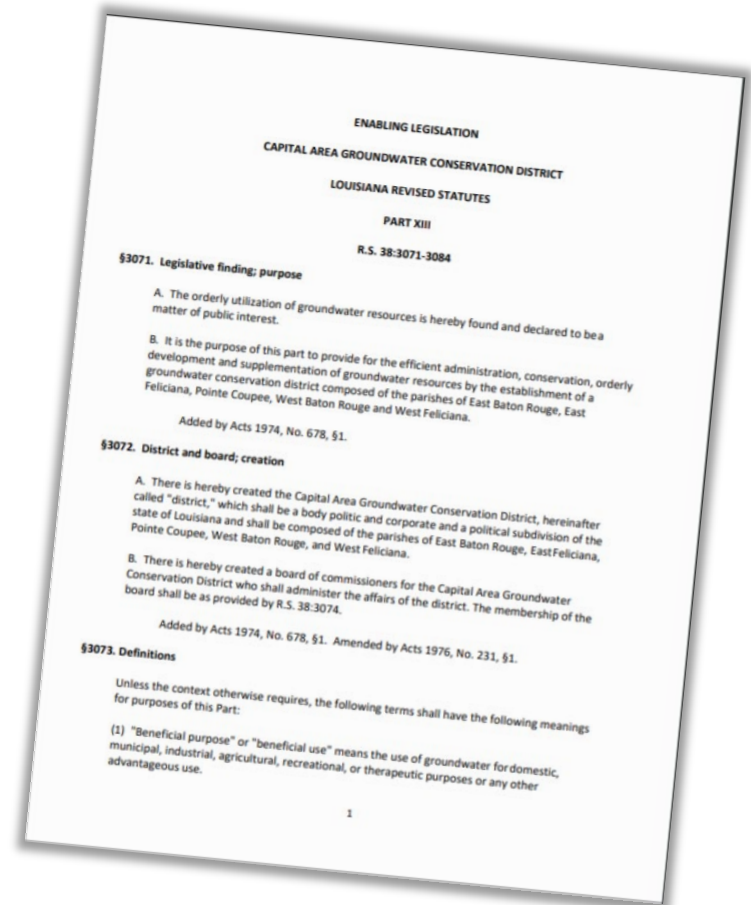 ENABLING LEGISLATION
CAPITAL AREA GROUNDWATER CONSERVATION DISTRICT
LOUISIANA REVISED STATUTES
PART XIII
R.S. 38:3071-3084
§3071. Legislative finding; purpose
A. The orderly utilization of groundwater resources is hereby found and declared to be a
matter of public interest.
B. It is the purpose of this part to provide for the efficient administration, conservation, orderly
development and supplementation of groundwater resources by the establishment of a
groundwater conservation district composed of the parishes of East Baton Rouge, East
Feliciana, Pointe Coupee, West Baton Rouge and West Feliciana.
Added by Acts 1974, No. 678, §1.
§3072. District and board; creation
A. There is hereby created the Capital Area Groundwater Conservation District, hereinafter
called "district," which shall be a body politic and corporate and a political subdivision of the
state of Louisiana and shall be composed of the parishes of East Baton Rouge, EastFeliciana,
Pointe Coupee, West Baton Rouge, and West Feliciana.
B. There is hereby created a board of commissioners for the Capital Area Groundwater
Conservation District who shall administer the affairs of the district. The membership of the
board shall be as provided by R.S. 38:3074.
Added by Acts 1974, No. 678, §1. Amended by Acts 1976, No. 231, §1.
§3073. Definitions
Unless the context otherwise requires, the following terms shall have the following meanings
for purposes of this Part:
(1) "Beneficial purpose" or "beneficial use" means the use of groundwater for domestic,
municipal, industrial, agricultural, recreational, or therapeutic purposes or any other
advantageous use.
1